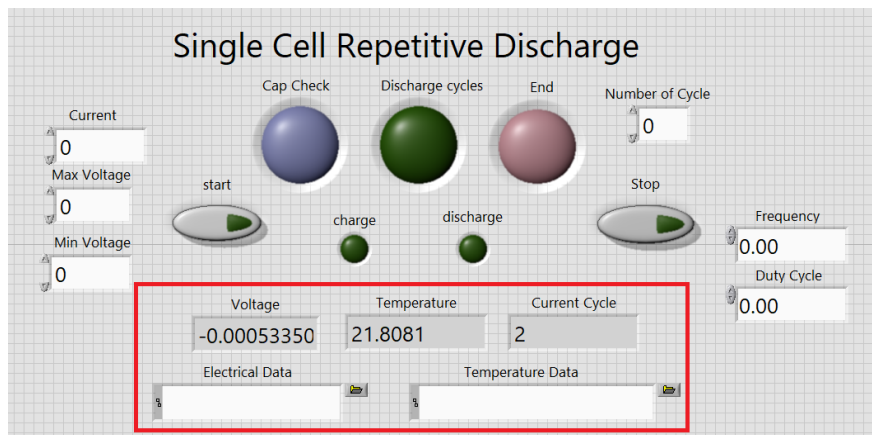 Single Cell Repetitive Discharge
Cap Check
Discharge cycles
End
Number of Cycle
0
Current
0
Max Voltage
0
Min Voltage
0
start
charge
discharge
Stop
Frequency
0.00
Duty Cycle
0.00
Voltage
Temperature
Current Cycle
-0.00053350
21.8081
2
Electrical Data
Temperature Data